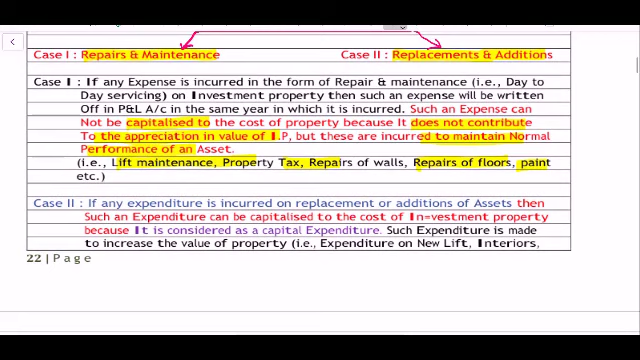 Case I : Repairs & Maintenance Case II : Replacements & Additions
Case I : If any Expense is incurred in the form of Repair & maintenance (i.e., Day to
Day servicing) on Investment property then such an expense will be written
Off in P&L A/c in the same year in which it is incurred. Such an Expense can
Not be capitalised to the cost of property because It does not contribute
To the appreciation in value of I.P, but these are incurred to maintain Normal
Performance of an Asset.
(i.e., Lift maintenance, Property Tax, Repairs of walls, Repairs of floors, paint
etc.)
Case II : If any expenditure is incurred on replacement or additions of Assets then
Such an Expenditure can be capitalised to the cost of In=vestment property
because It is considered as a capital Expenditure. Such Expenditure is made
to increase the value of property (i.e., Expenditure on New Lift, Interiors,
22 | P a g e